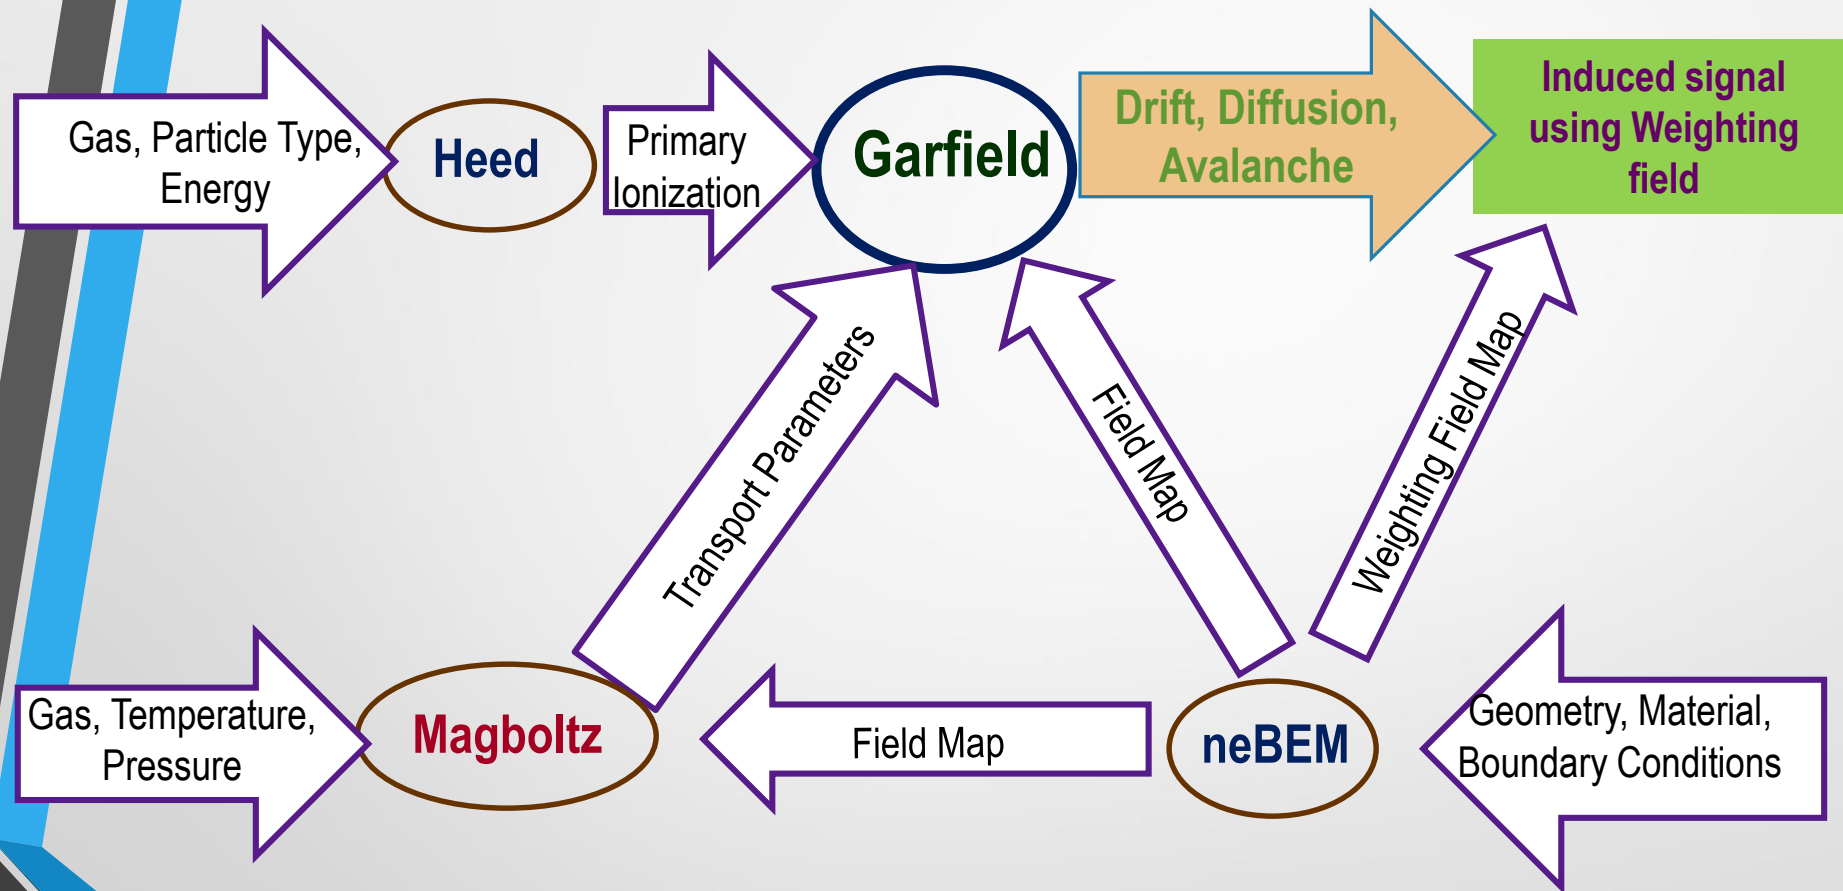 Gas, Particle Type,
Energy
Heed
Primary
Ionization
Garfield
Drift, Diffusion,
Avalanche
Induced signal
using Weighting
field
Transport Parameters
Field Map
Weighting Field Map
Gas, Temperature,
Pressure
Magboltz
Field Map
neBEM
Geometry, Material,
Boundary Conditions